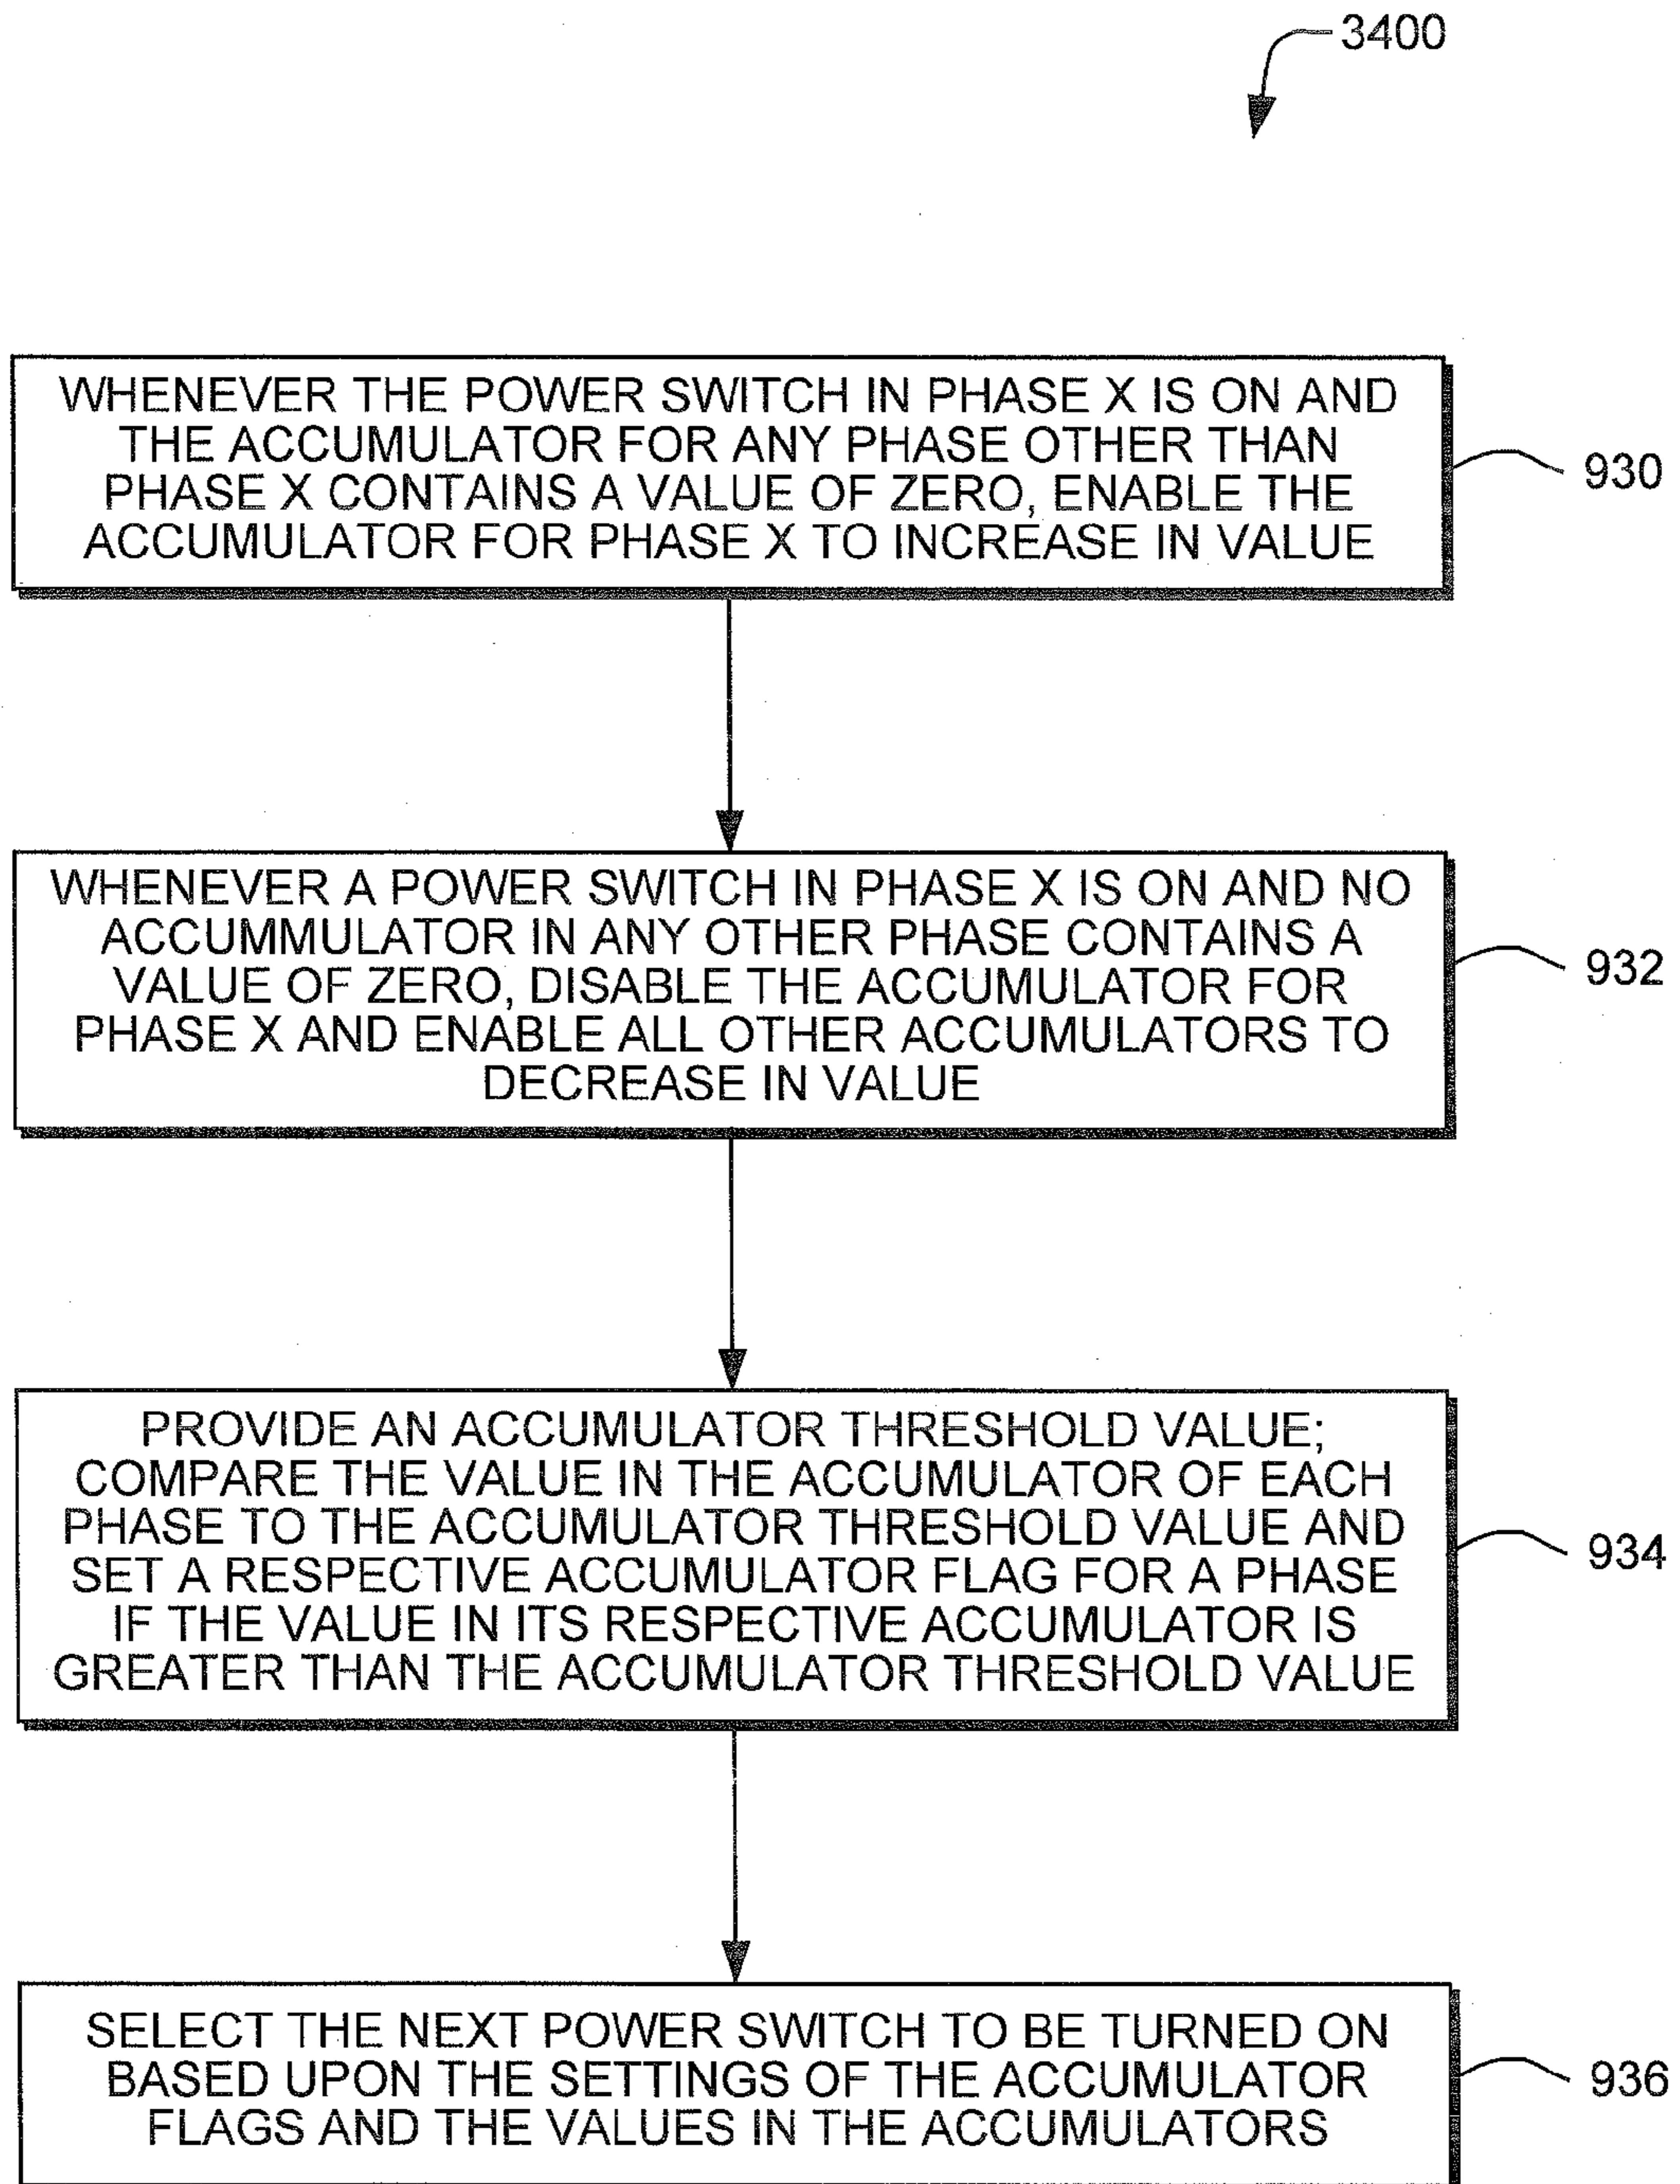 3400
WHENEVER THE POWER SWITCH IN PHASE X IS ON AND
THE ACCUMULATOR FOR ANY PHASE OTHER THAN
PHASE X CONTAINS A VALUE OF ZERO, ENABLE THE
ACCUMULATOR FOR PHASE X TO INCREASE IN VALUE
930
WHENEVER A POWER SWITCH IN PHASE X IS ON AND NO
ACCUMMULATOR IN ANY OTHER PHASE CONTAINS A
VALUE OF ZERO, DISABLE THE ACCUMULATOR FOR
PHASE X AND ENABLE ALL OTHER ACCUMULATORS TO
DECREASE IN VALUE
932
PROVIDE AN ACCUMULATOR THRESHOLD VALUE;
COMPARE THE VALUE IN THE ACCUMULATOR OF EACH
PHASE TO THE ACCUMULATOR THRESHOLD VALUE AND
SET A RESPECTIVE ACCUMULATOR FLAG FOR A PHASE
IF THE VALUE IN ITS RESPECTIVE ACCUMULATOR IS
GREATER THAN THE ACCUMULATOR THRESHOLD VALUE
934
SELECT THE NEXT POWER SWITCH TO BE TURNED ON
BASED UPON THE SETTINGS OF THE ACCUMULATOR
FLAGS AND THE VALUES IN THE ACCUMULATORS
936